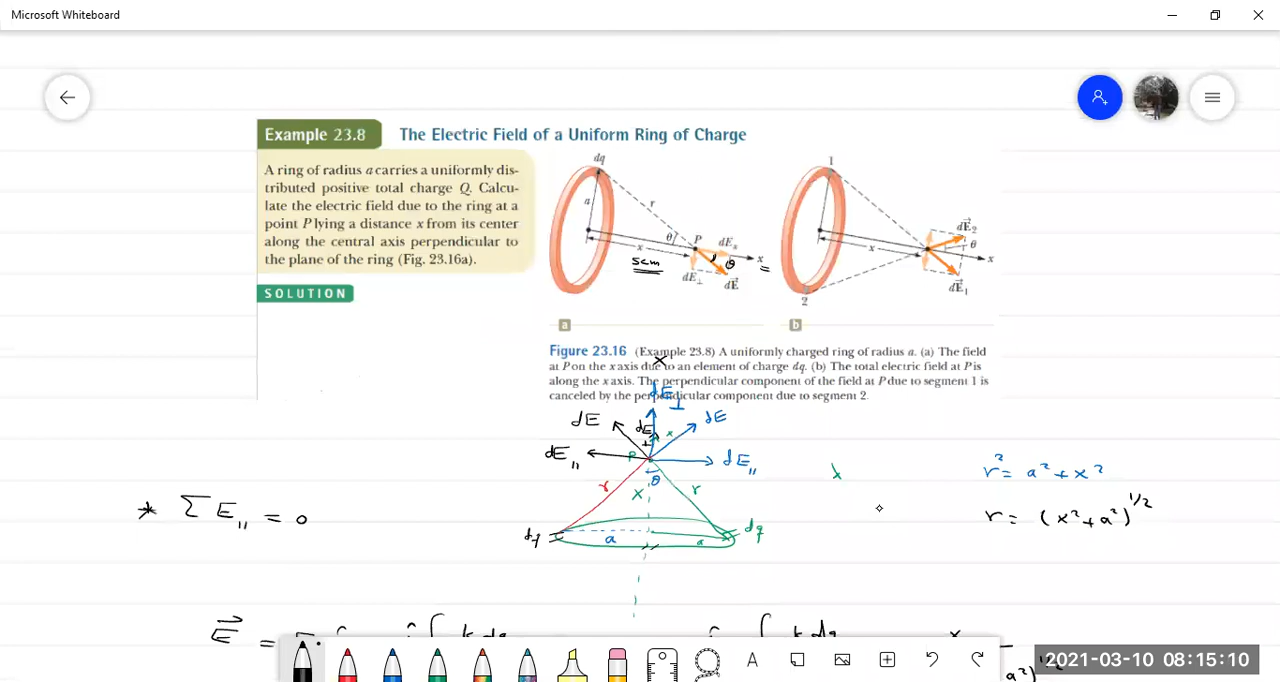 Microsoft Whiteboard
Example 23.8 The Electric Field of a Uniform Ring of Charge
A ring of radius a carries a uniformly dis-
tributed positive total charge Q. Calcu-
late the electric field due to the ring at a
point P lying a distance x from its center
along the central axis perpendicular to
the plane of the ring (Fig. 23.16a).
SOLUTION
dq
a
r
θ
P
dEx
x
x
5cm
θ
dE⊥
dE
a
1
x
dE2
θ
x
dE1
2
b
Figure 23.16 (Example 23.8) A uniformly charged ring of radius a. (a) The field
at P on the x axis due to an element of charge dq. (b) The total electric field at P is
along the x axis. The perpendicular component of the field at P due to segment 1 is
canceled by the perpendicular component due to segment 2.
x
dE⊥
dE dE⊥ dE
dE॥ P dE॥
θ
r x r
λ
dq a a dq
* Σ E॥ = 0
r² = a² + x²
r = (x² + a²)^1/2
E = k dq k dq x
a²)
A
2021-03-10 08:15:10